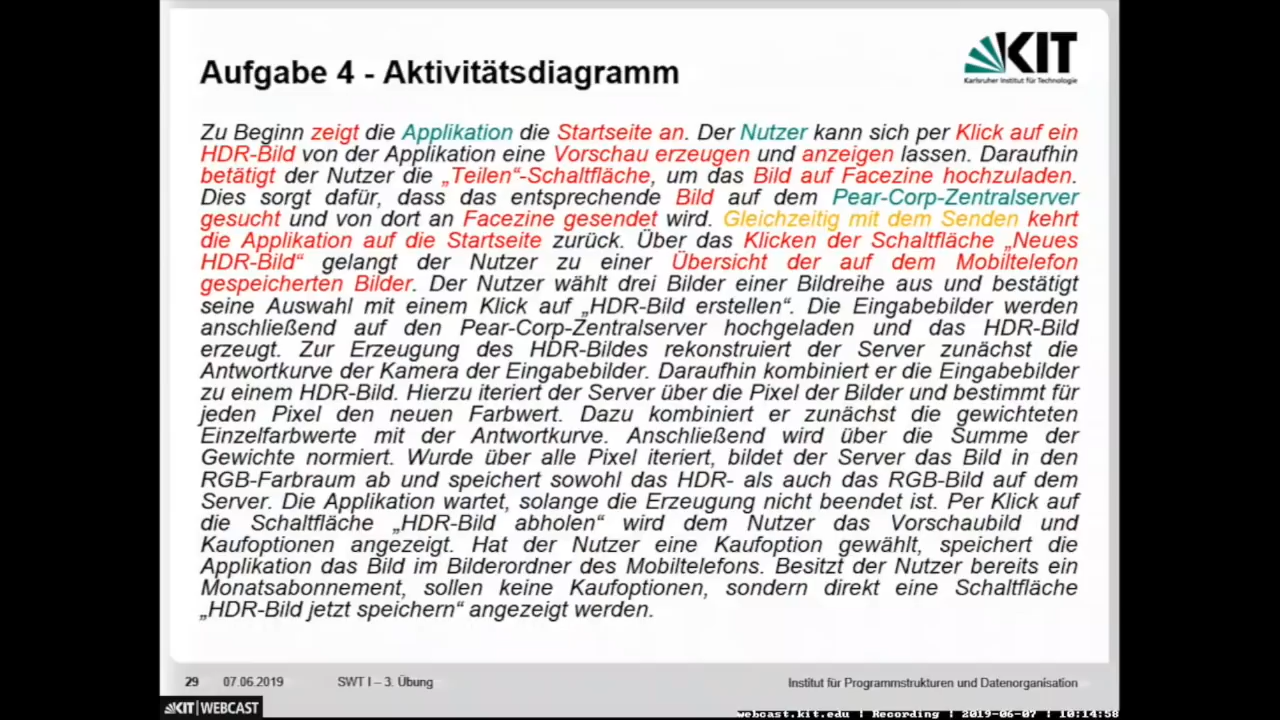 Aufgabe 4 - Aktivitätsdiagramm
KIT
Karlsruher Institut für Technologie
Zu Beginn zeigt die Applikation die Startseite an. Der Nutzer kann sich per Klick auf ein
HDR-Bild von der Applikation eine Vorschau erzeugen und anzeigen lassen. Daraufhin
betätigt der Nutzer die „Teilen“-Schaltfläche, um das Bild auf Facezine hochzuladen.
Dies sorgt dafür, dass das entsprechende Bild auf dem Pear-Corp-Zentralserver
gesucht und von dort an Facezine gesendet wird. Gleichzeitig mit dem Senden kehrt
die Applikation auf die Startseite zurück. Über das Klicken der Schaltfläche „Neues
HDR-Bild“ gelangt der Nutzer zu einer Übersicht der auf dem Mobiltelefon
gespeicherten Bilder. Der Nutzer wählt drei Bilder einer Bildreihe aus und bestätigt
seine Auswahl mit einem Klick auf „HDR-Bild erstellen“. Die Eingabebilder werden
anschließend auf den Pear-Corp-Zentralserver hochgeladen und das HDR-Bild
erzeugt. Zur Erzeugung des HDR-Bildes rekonstruiert der Server zunächst die
Antwortkurve der Kamera der Eingabebilder. Daraufhin kombiniert er die Eingabebilder
zu einem HDR-Bild. Hierzu iteriert der Server über die Pixel der Bilder und bestimmt für
jeden Pixel den neuen Farbwert. Dazu kombiniert er zunächst die gewichteten
Einzelfarbwerte mit der Antwortkurve. Anschließend wird über die Summe der
Gewichte normiert. Wurde über alle Pixel iteriert, bildet der Server das Bild in den
RGB-Farbraum ab und speichert sowohl das HDR- als auch das RGB-Bild auf dem
Server. Die Applikation wartet, solange die Erzeugung nicht beendet ist. Per Klick auf
die Schaltfläche „HDR-Bild abholen“ wird dem Nutzer das Vorschaubild und
Kaufoptionen angezeigt. Hat der Nutzer eine Kaufoption gewählt, speichert die
Applikation das Bild im Bilderordner des Mobiltelefons. Besitzt der Nutzer bereits ein
Monatsabonnement, sollen keine Kaufoptionen, sondern direkt eine Schaltfläche
„HDR-Bild jetzt speichern“ angezeigt werden.
29 07.06.2019 SWT I – 3. Übung Institut für Programmstrukturen und Datenorganisation
KIT | WEBCAST
webcast.kit.edu | Recording | 2019-06-07 | 10:14:58